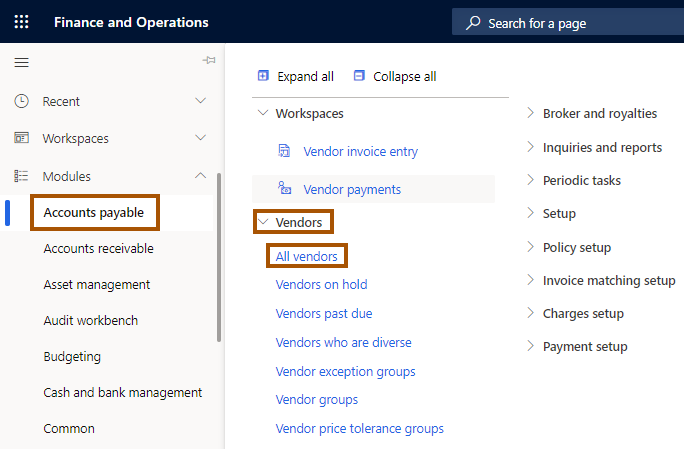 Finance and Operations
Search for a page
Recent
Workspaces
Modules
Accounts payable
Accounts receivable
Asset management
Audit workbench
Budgeting
Cash and bank management
Common
Expand all
Collapse all
Workspaces
Vendor invoice entry
Vendor payments
Vendors
All vendors
Vendors on hold
Vendors past due
Vendors who are diverse
Vendor exception groups
Vendor groups
Vendor price tolerance groups
Broker and royalties
Inquiries and reports
Periodic tasks
Setup
Policy setup
Invoice matching setup
Charges setup
Payment setup